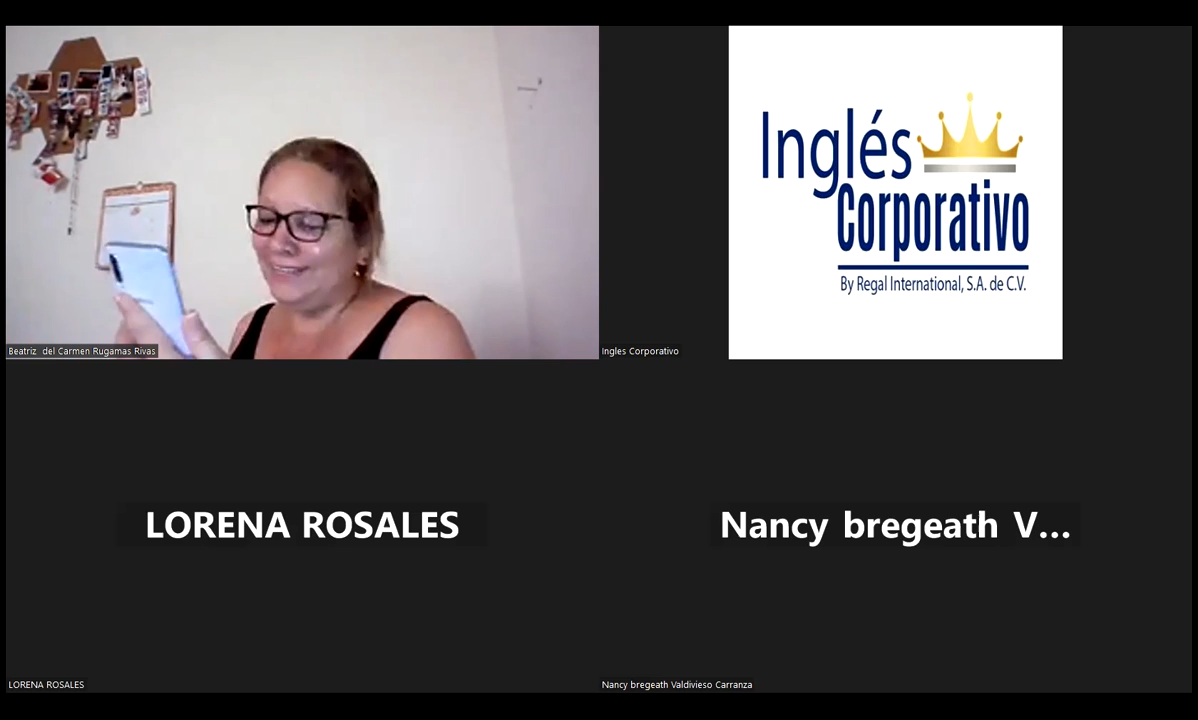 Inglés
Corporativo
By Regal International, S.A. de C.V.
Beatriz del Carmen Rugamas Rivas
Ingles Corporativo
LORENA ROSALES
Nancy bregeath V...
LORENA ROSALES
Nancy bregeath Valdivieso Carranza